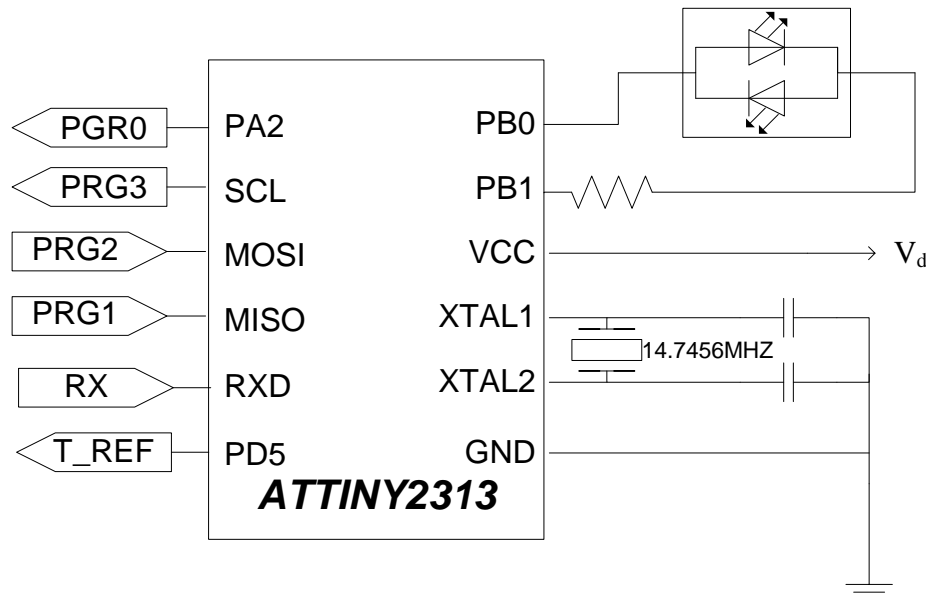 PGR0
PRG3
PRG2
PRG1
RX
T_REF
PA2
SCL
MOSI
MISO
RXD
PD5
PB0
PB1
VCC
XTAL1
XTAL2
GND
ATTINY2313
Vd
14.7456MHZ